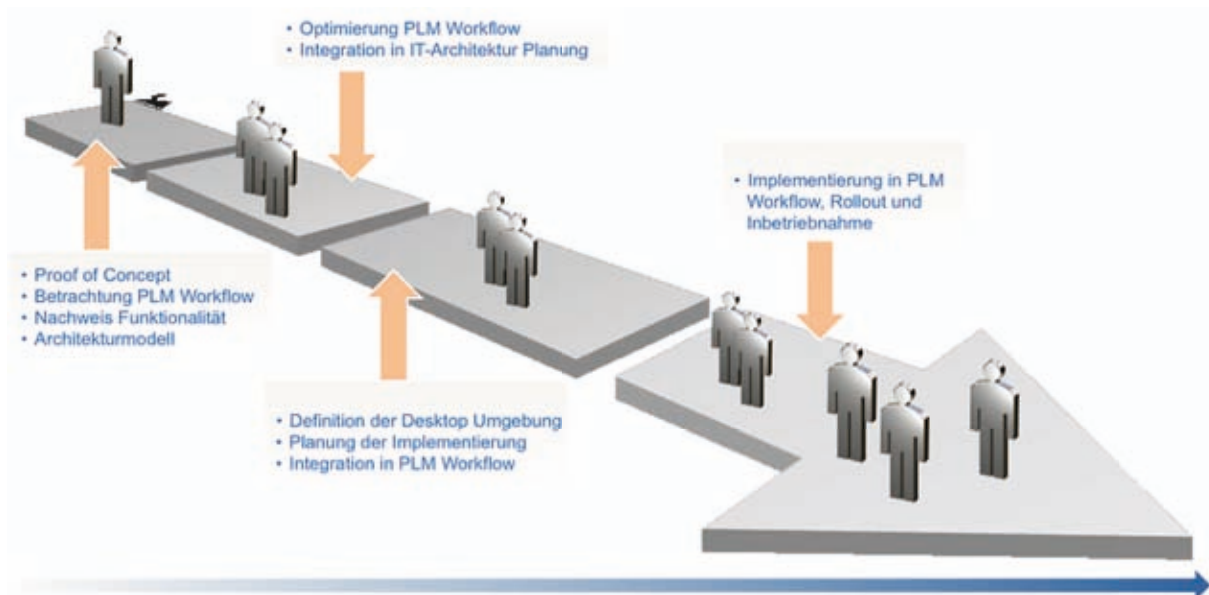 • Optimierung PLM Workflow
• Integration in IT-Architektur Planung
• Implementierung in PLM
Workflow, Rollout und
Inbetriebnahme
• Proof of Concept
• Betrachtung PLM Workflow
• Nachweis Funktionalität
• Architekturmodell
• Definition der Desktop Umgebung
• Planung der Implementierung
• Integration in PLM Workflow